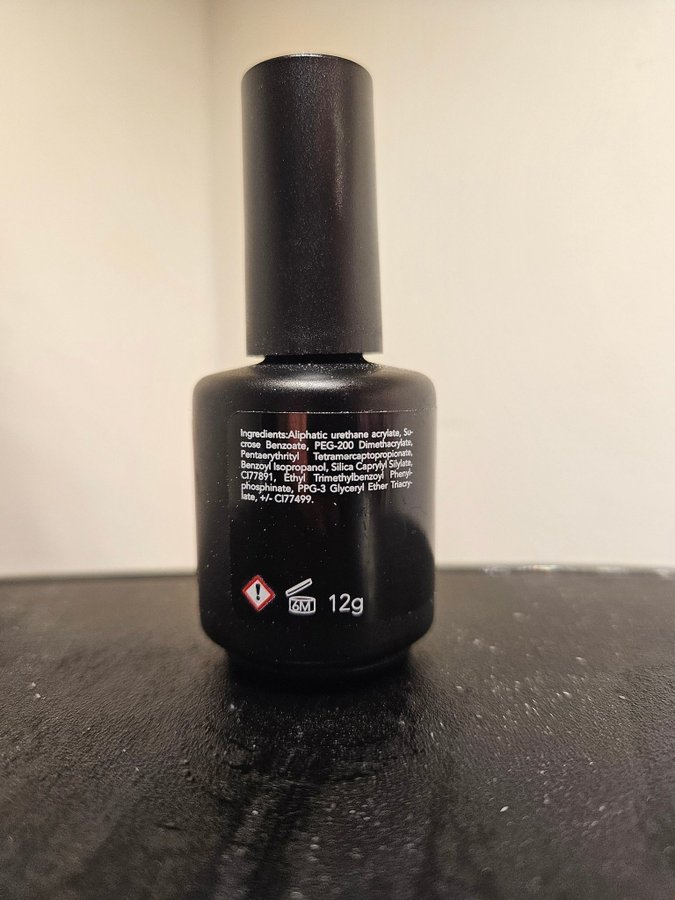 Ingredients:Aliphatic urethane acrylate, Su-
crose Benzoate, PEG-200 Dimethacrylate,
Pentaerythrityl Tetramercaptopropionate,
Benzoyl Isopropanol, Silica Caprylyl Silylate,
CI77891, Ethyl Trimethylbenzoyl Phenyl-
phosphinate, PPG-3 Glyceryl Ether Triacry-
late, +/- CI77499.
! 6M 12g